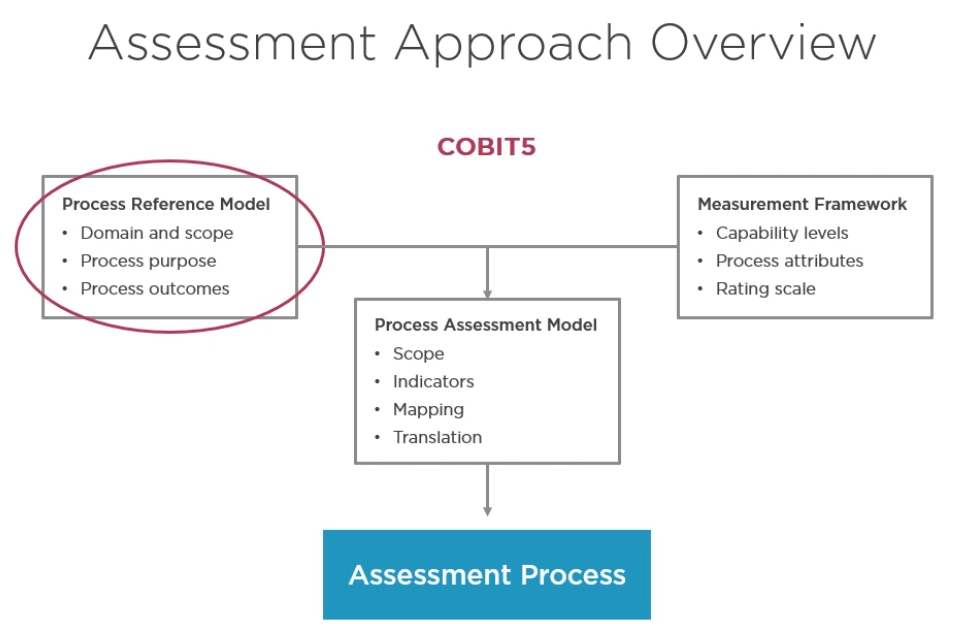 Assessment Approach Overview
COBIT5
Process Reference Model
• Domain and scope
• Process purpose
• Process outcomes
Measurement Framework
• Capability levels
• Process attributes
• Rating scale
Process Assessment Model
• Scope
• Indicators
• Mapping
• Translation
Assessment Process